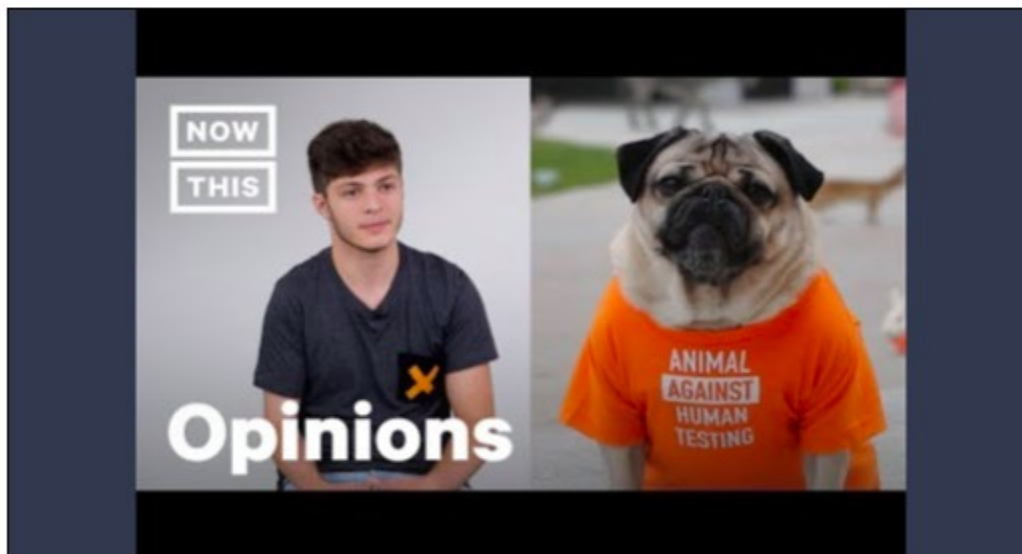 NOW
THIS
Opinions
ANIMAL
AGAINST
HUMAN
TESTING